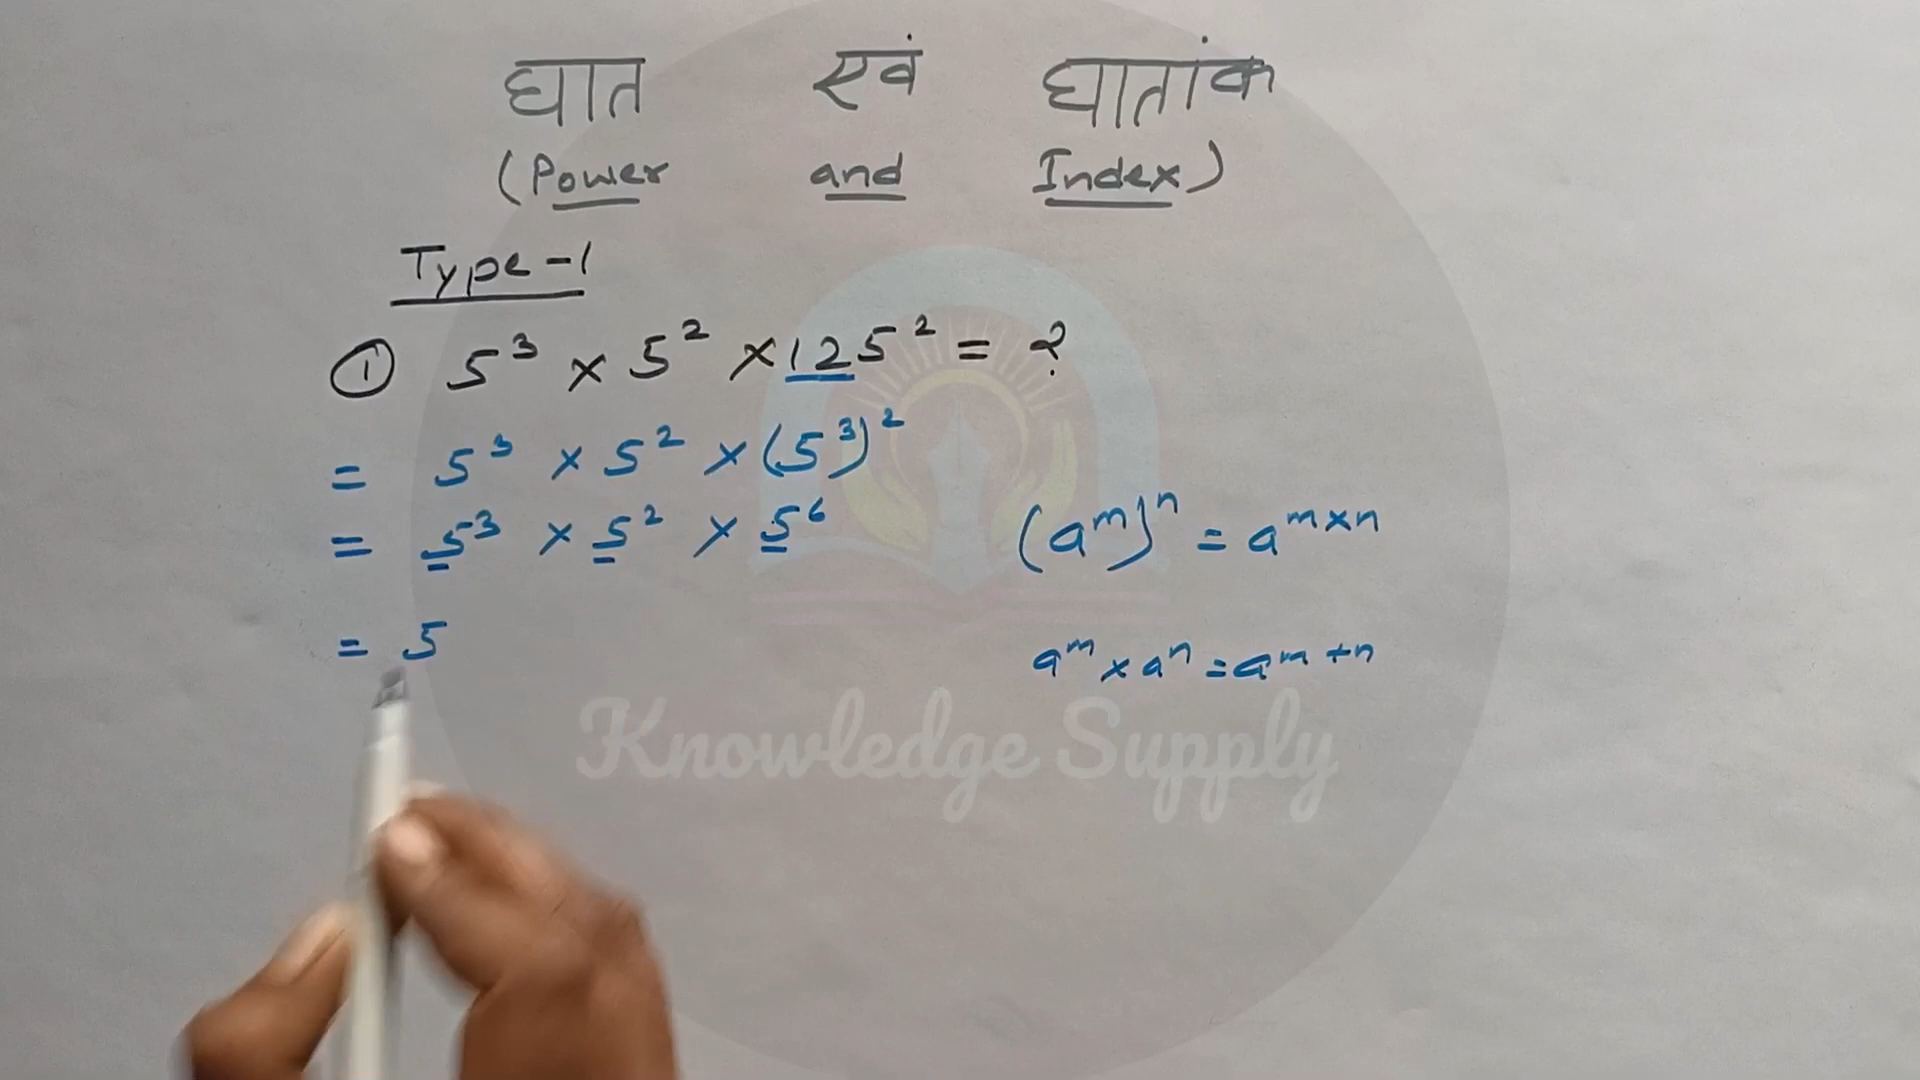 घात एवं घातांक
(Power and Index)
Type-1
① 5³ × 5² × 125² = ?
= 5³ × 5² × (5³)²
= 5³ × 5² × 5⁶ (aᵐ)ⁿ = aᵐˣⁿ
= 5 aᵐ × aⁿ = aᵐ⁺ⁿ
Knowledge Supply